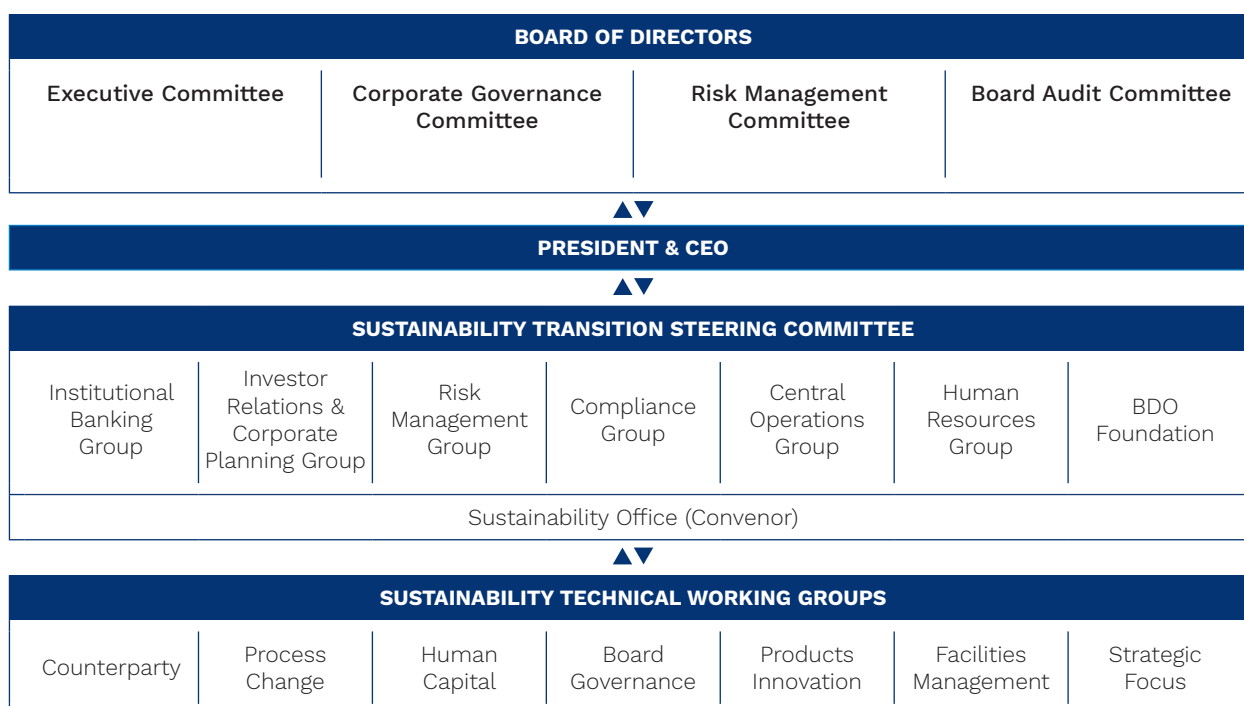 BOARD OF DIRECTORS
Executive Committee
Corporate Governance
Committee
Risk Management
Committee
Board Audit Committee
PRESIDENT & CEO
SUSTAINABILITY TRANSITION STEERING COMMITTEE
Institutional
Banking
Group
Investor
Relations &
Corporate
Planning Group
Risk
Management
Group
Compliance
Group
Central
Operations
Group
Human
Resources
Group
BDO
Foundation
Sustainability Office (Convenor)
SUSTAINABILITY TECHNICAL WORKING GROUPS
Counterparty
Process
Change
Human
Capital
Board
Governance
Products
Innovation
Facilities
Management
Strategic
Focus